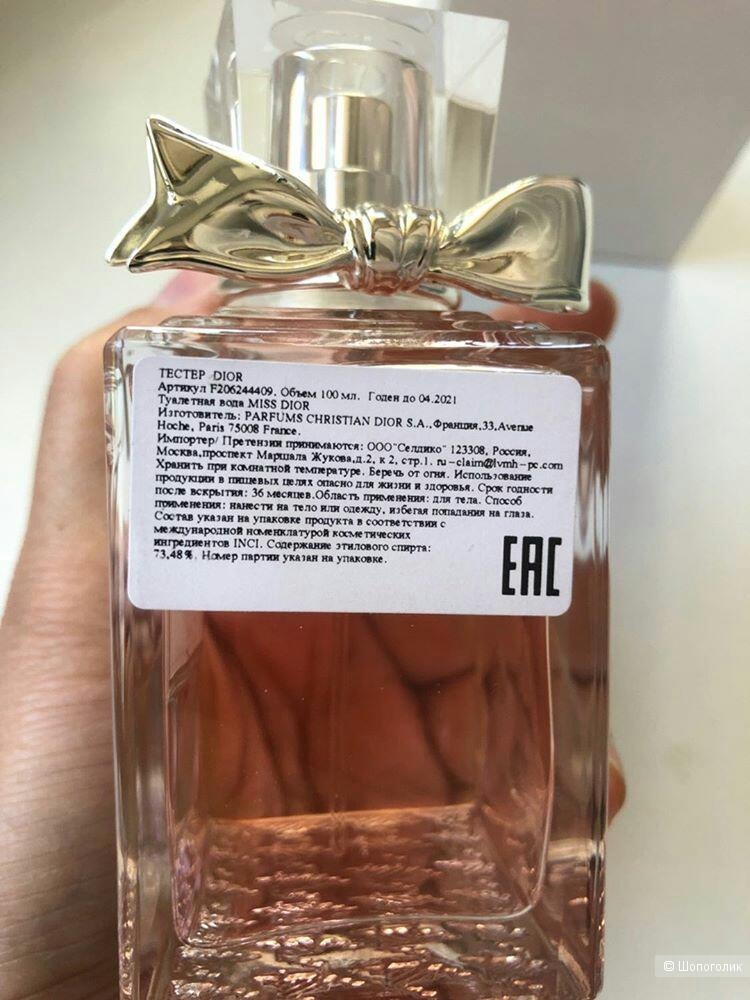 ТЕСТЕР DIOR
Артикул F206244409. Объем 100 мл. Годен до 04.2021
Туалетная вода MISS DIOR
Изготовитель: PARFUMS CHRISTIAN DIOR S.A., Франция,33,Avenue
Hoche, Paris 75008 France.
Импортер/ Претензии принимаются: ООО"Селдико" 123308, Россия,
Москва,проспект Маршала Жукова,д.2, к 2, стр.1. ru-claim@lvmh-pc.com
Хранить при комнатной температуре. Беречь от огня. Использование
продукции в пищевых целях опасно для жизни и здоровья. Срок годности
после вскрытия: 36 месяцев.Область применения: для тела. Способ
применения: нанести на тело или одежду, избегая попадания на глаза.
Состав указан на упаковке продукта в соответствии с
международной номенклатурой косметических
ингредиентов INCI. Содержание этилового спирта:
73,48%. Номер партии указан на упаковке.
EAC
© Шопоголик